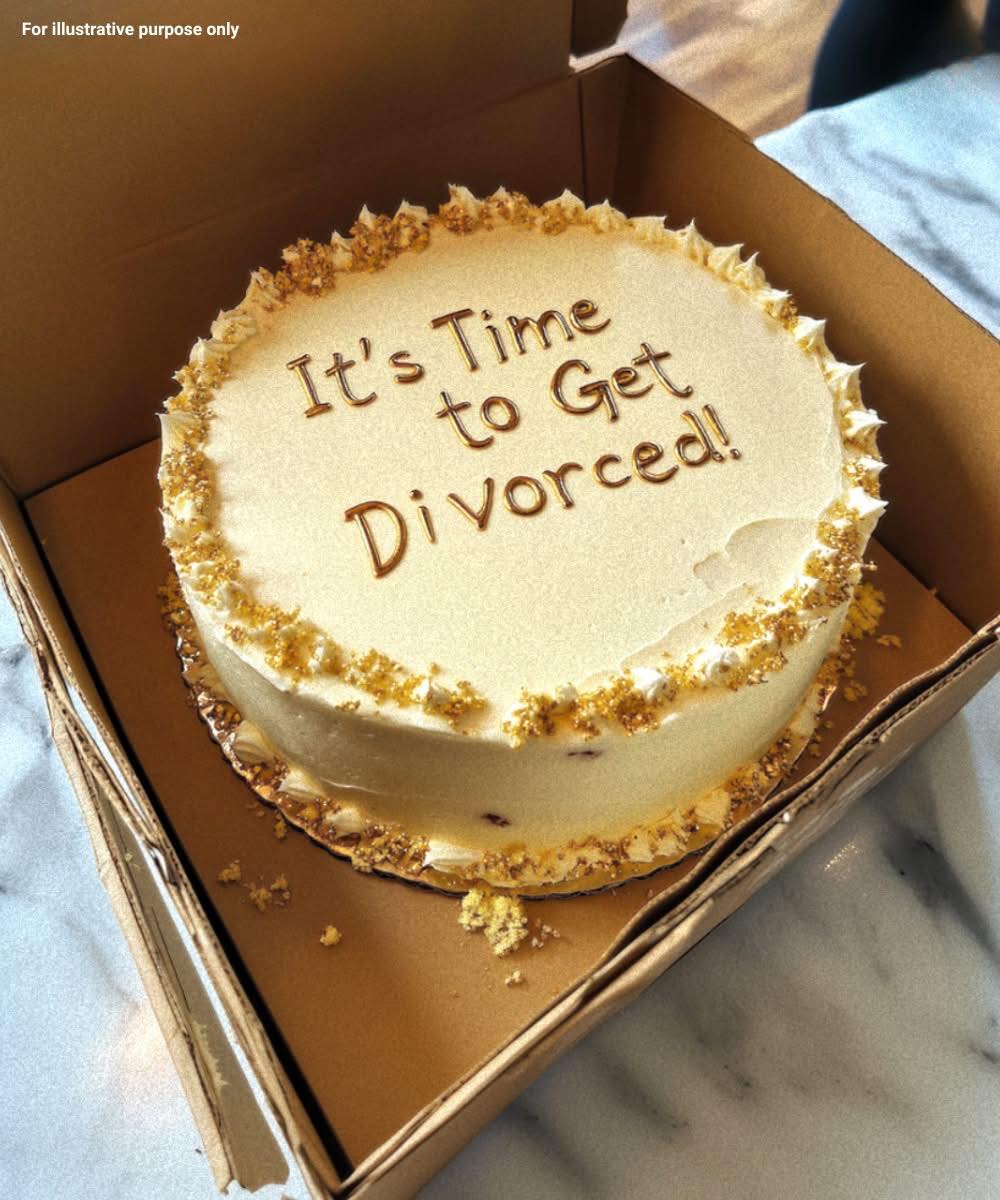 For illustrative purpose only
It's Time
to Get
Divorced!!